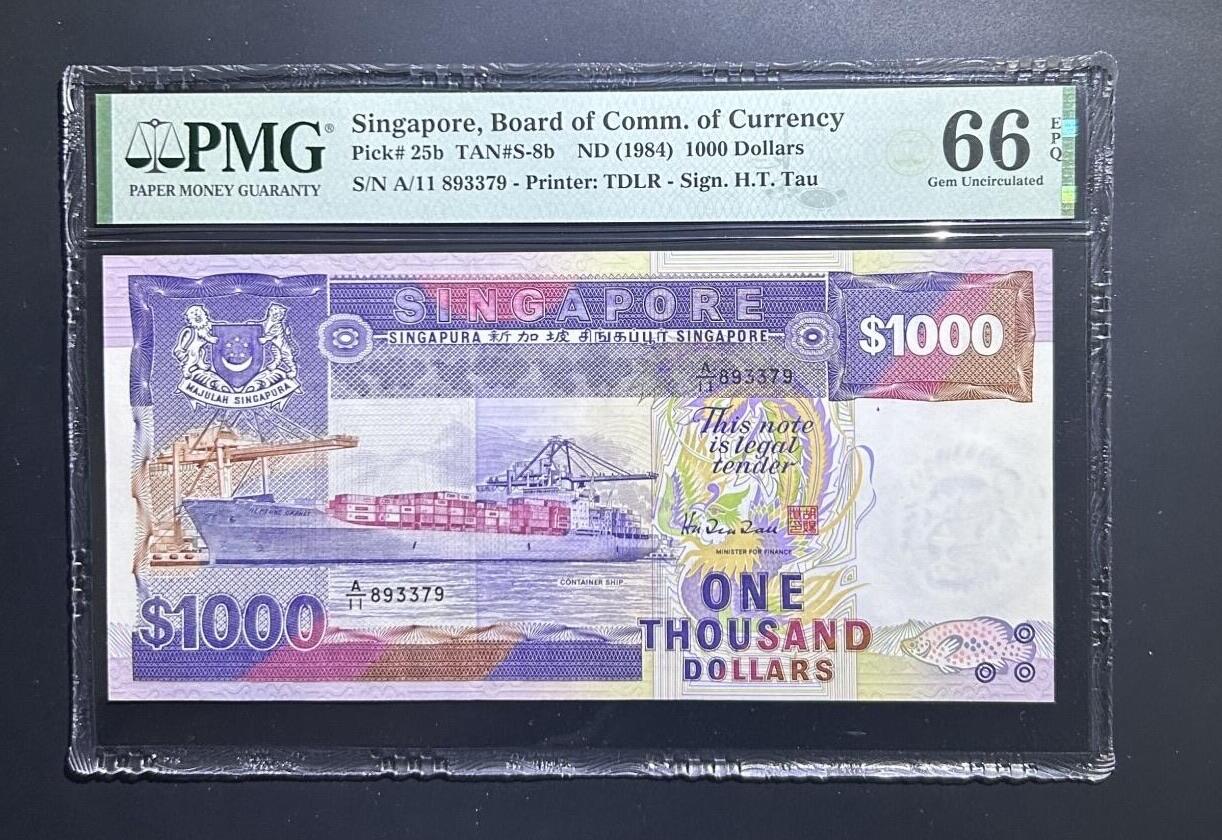 PMG®
PAPER MONEY GUARANTY
Singapore, Board of Comm. of Currency
Pick# 25b TAN#S-8b ND (1984) 1000 Dollars
S/N A/11 893379 - Printer: TDLR - Sign. H.T. Tau
66
EPQ
Gem Uncirculated
SINGAPORE
SINGAPURA 新加坡 சிங்கப்பூர் SINGAPORE
$1000
MAJULAH SINGAPURA
A/11 893379
This note
is legal
tender
NEPTUNE GARNET
MINISTER FOR FINANCE
CONTAINER SHIP
A/11 893379
$1000
ONE
THOUSAND
DOLLARS